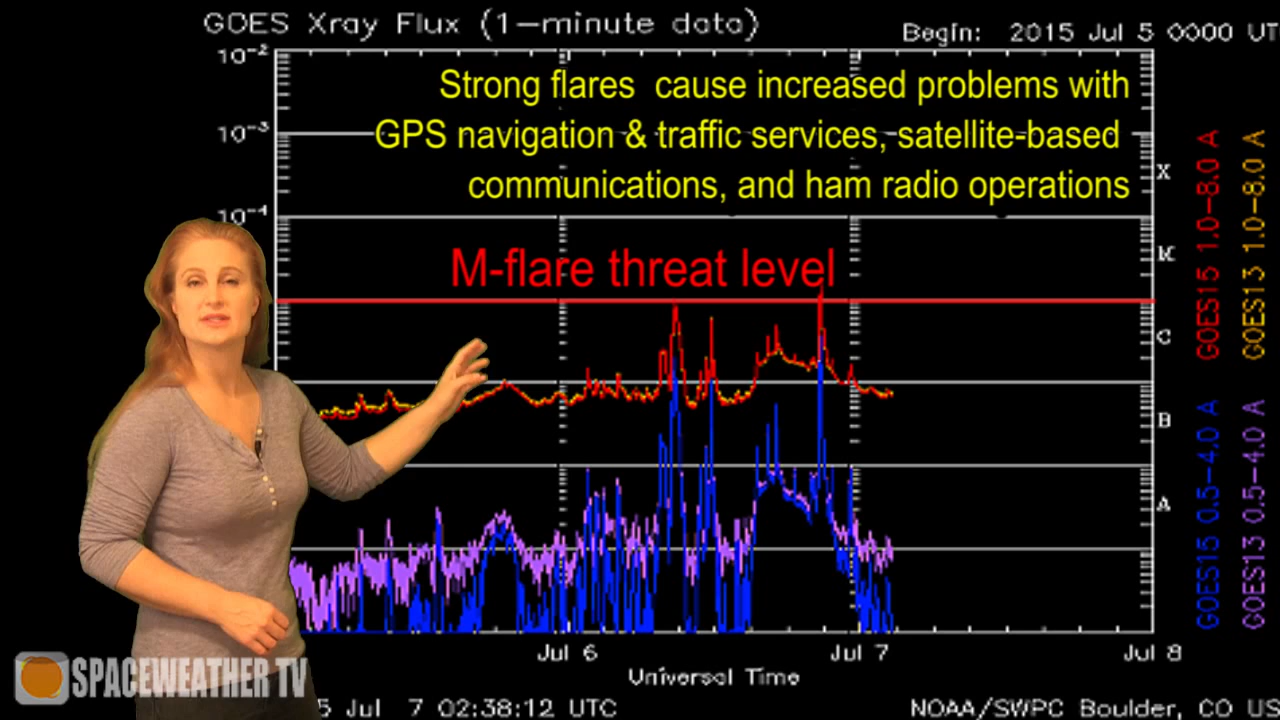 GOES Xray Flux (1-minute data)
Begin: 2015 Jul 5 0000 UT
10-2
Strong flares cause increased problems with
10-3
GPS navigation & traffic services, satellite-based
communications, and ham radio operations
X
10-4
M-flare threat level
M
C
B
A
GOES15 1.0-8.0 A
GOES13 1.0-8.0 A
GOES15 0.5-4.0 A
GOES13 0.5-4.0 A
Jul 6
Jul 7
Jul 8
Universal Time
SPACEWEATHER TV
5 Jul 7 02:38:12 UTC
NOAA/SWPC Boulder, CO US